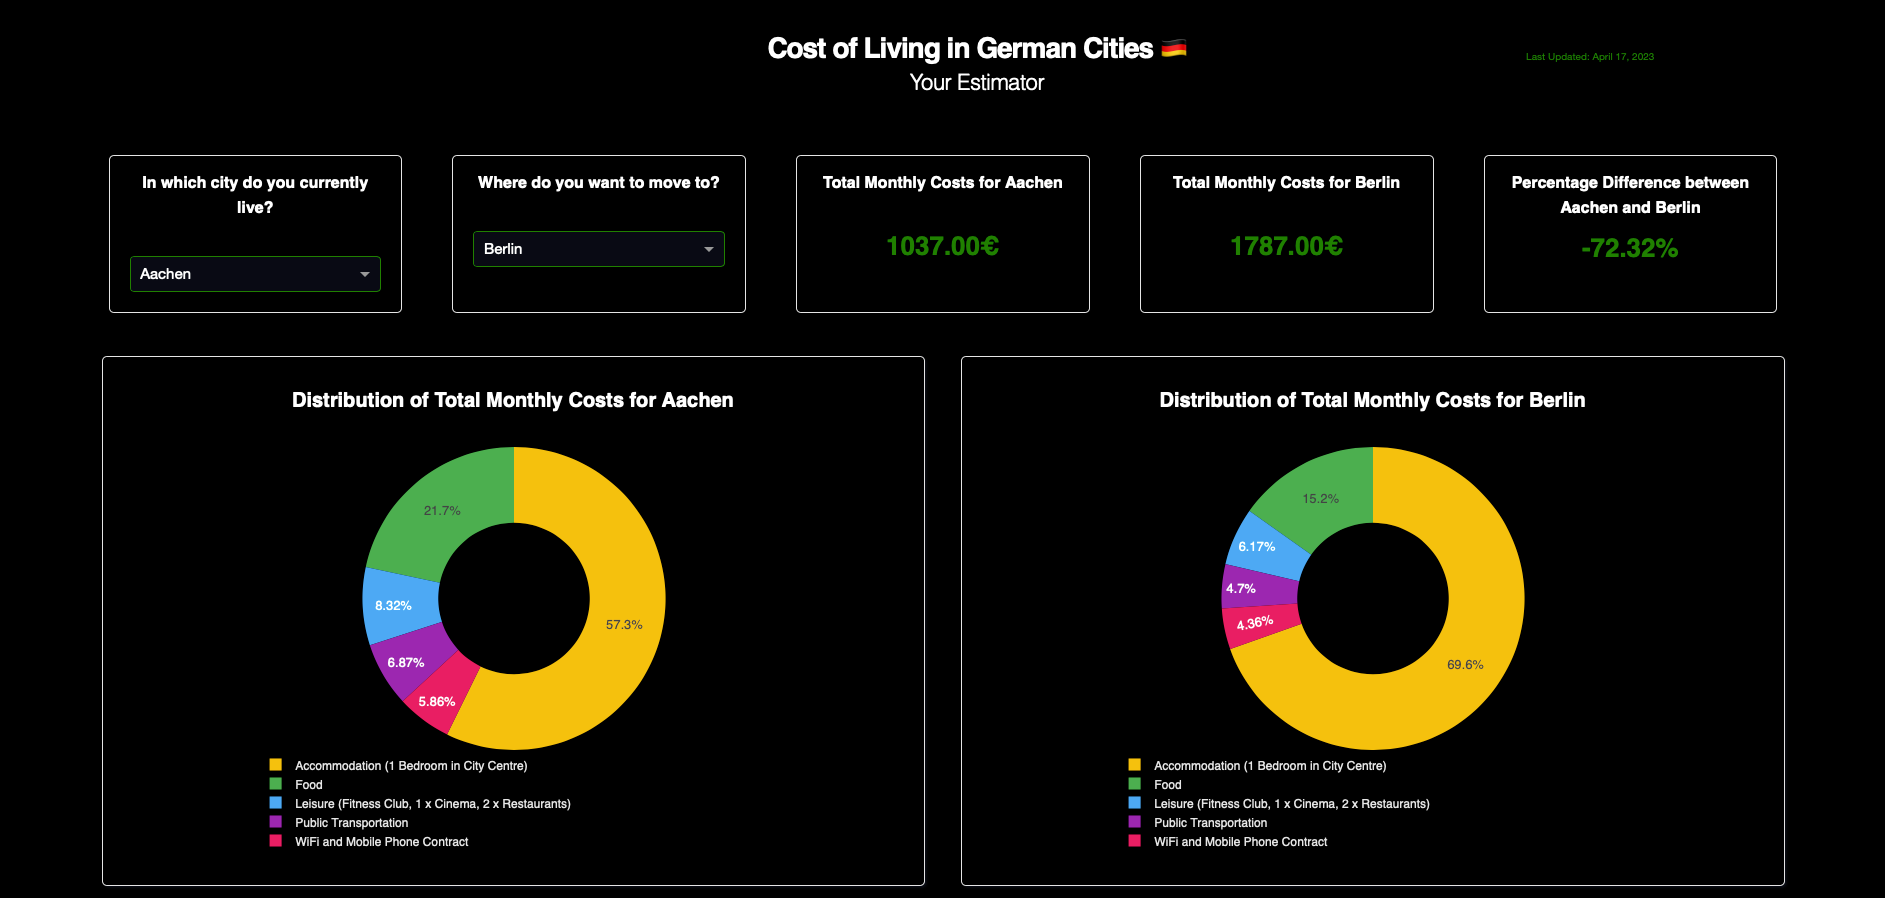 Cost of Living in German Cities 🇩🇪
Your Estimator
Last Updated: April 17, 2023
In which city do you currently
live?
Aachen
Where do you want to move to?
Berlin
Total Monthly Costs for Aachen
1037.00€
Total Monthly Costs for Berlin
1787.00€
Percentage Difference between
Aachen and Berlin
-72.32%
Distribution of Total Monthly Costs for Aachen
21.7%
8.32%
57.3%
6.87%
5.86%
Accommodation (1 Bedroom in City Centre)
Food
Leisure (Fitness Club, 1 x Cinema, 2 x Restaurants)
Public Transportation
WiFi and Mobile Phone Contract
Distribution of Total Monthly Costs for Berlin
15.2%
6.17%
4.7%
4.36%
69.6%
Accommodation (1 Bedroom in City Centre)
Food
Leisure (Fitness Club, 1 x Cinema, 2 x Restaurants)
Public Transportation
WiFi and Mobile Phone Contract